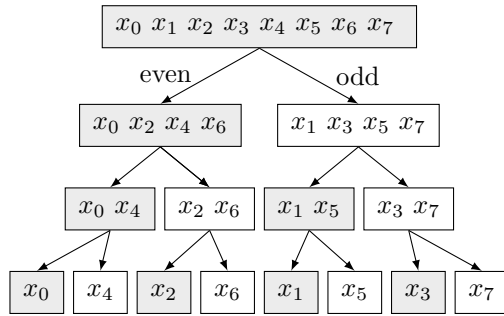 x₀ x₁ x₂ x₃ x₄ x₅ x₆ x₇
even odd
x₀ x₂ x₄ x₆ x₁ x₃ x₅ x₇
x₀ x₄ x₂ x₆ x₁ x₅ x₃ x₇
x₀ x₄ x₂ x₆ x₁ x₅ x₃ x₇